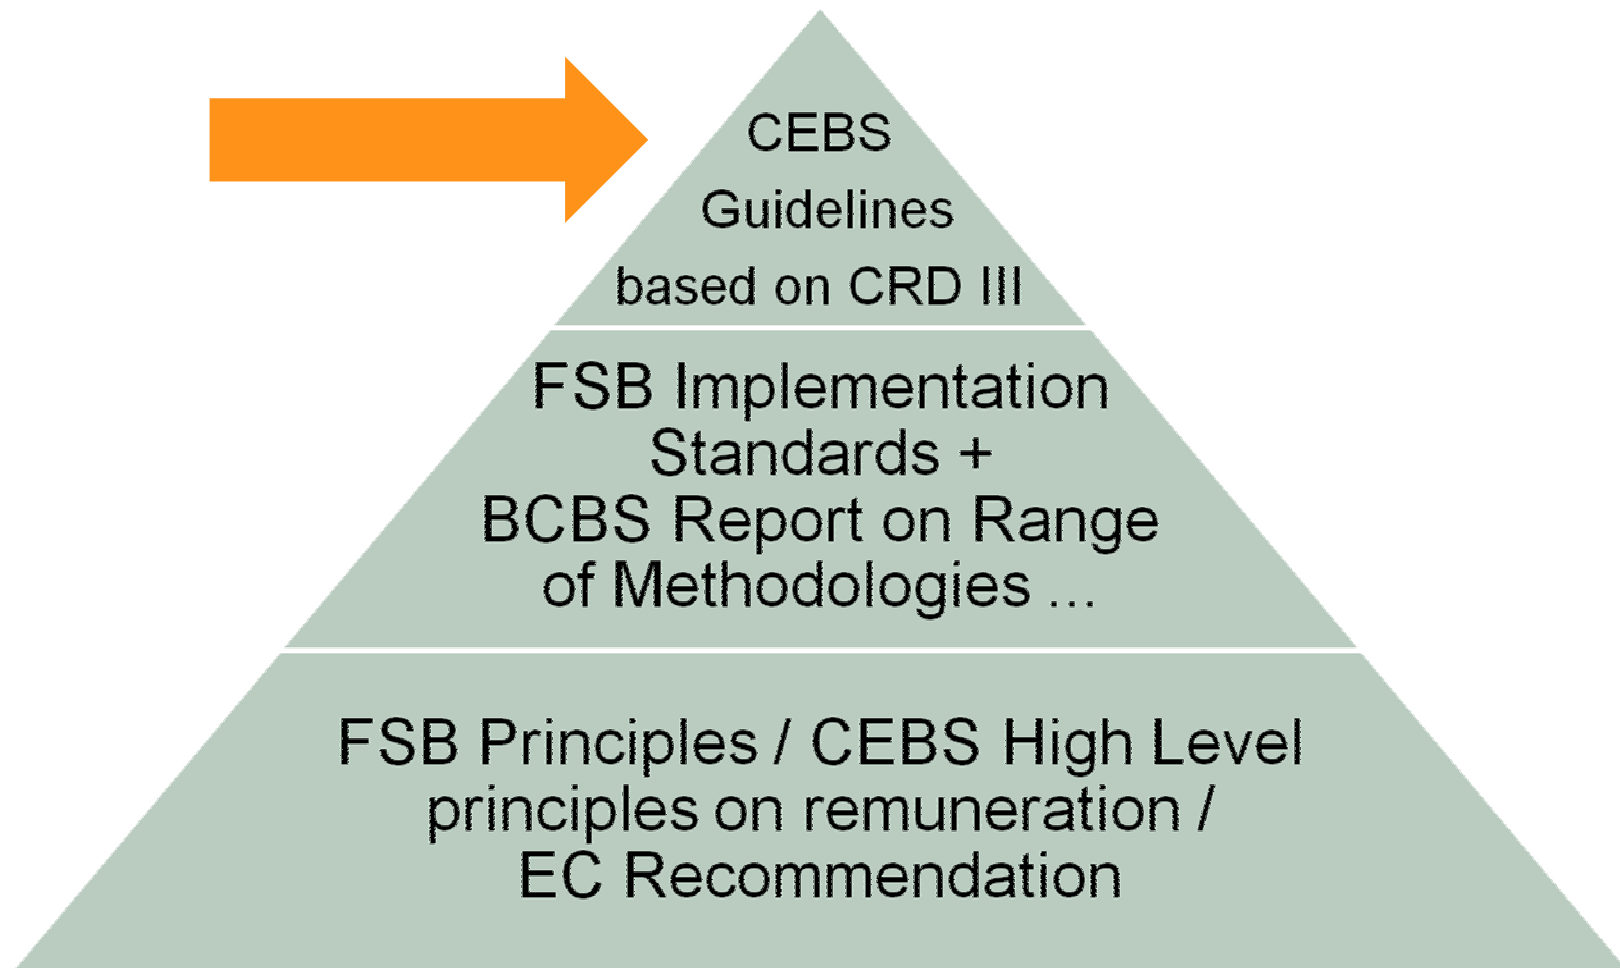 CEBS
Guidelines
based on CRD III
FSB Implementation
Standards +
BCBS Report on Range
of Methodologies ...
FSB Principles / CEBS High Level
principles on remuneration /
EC Recommendation